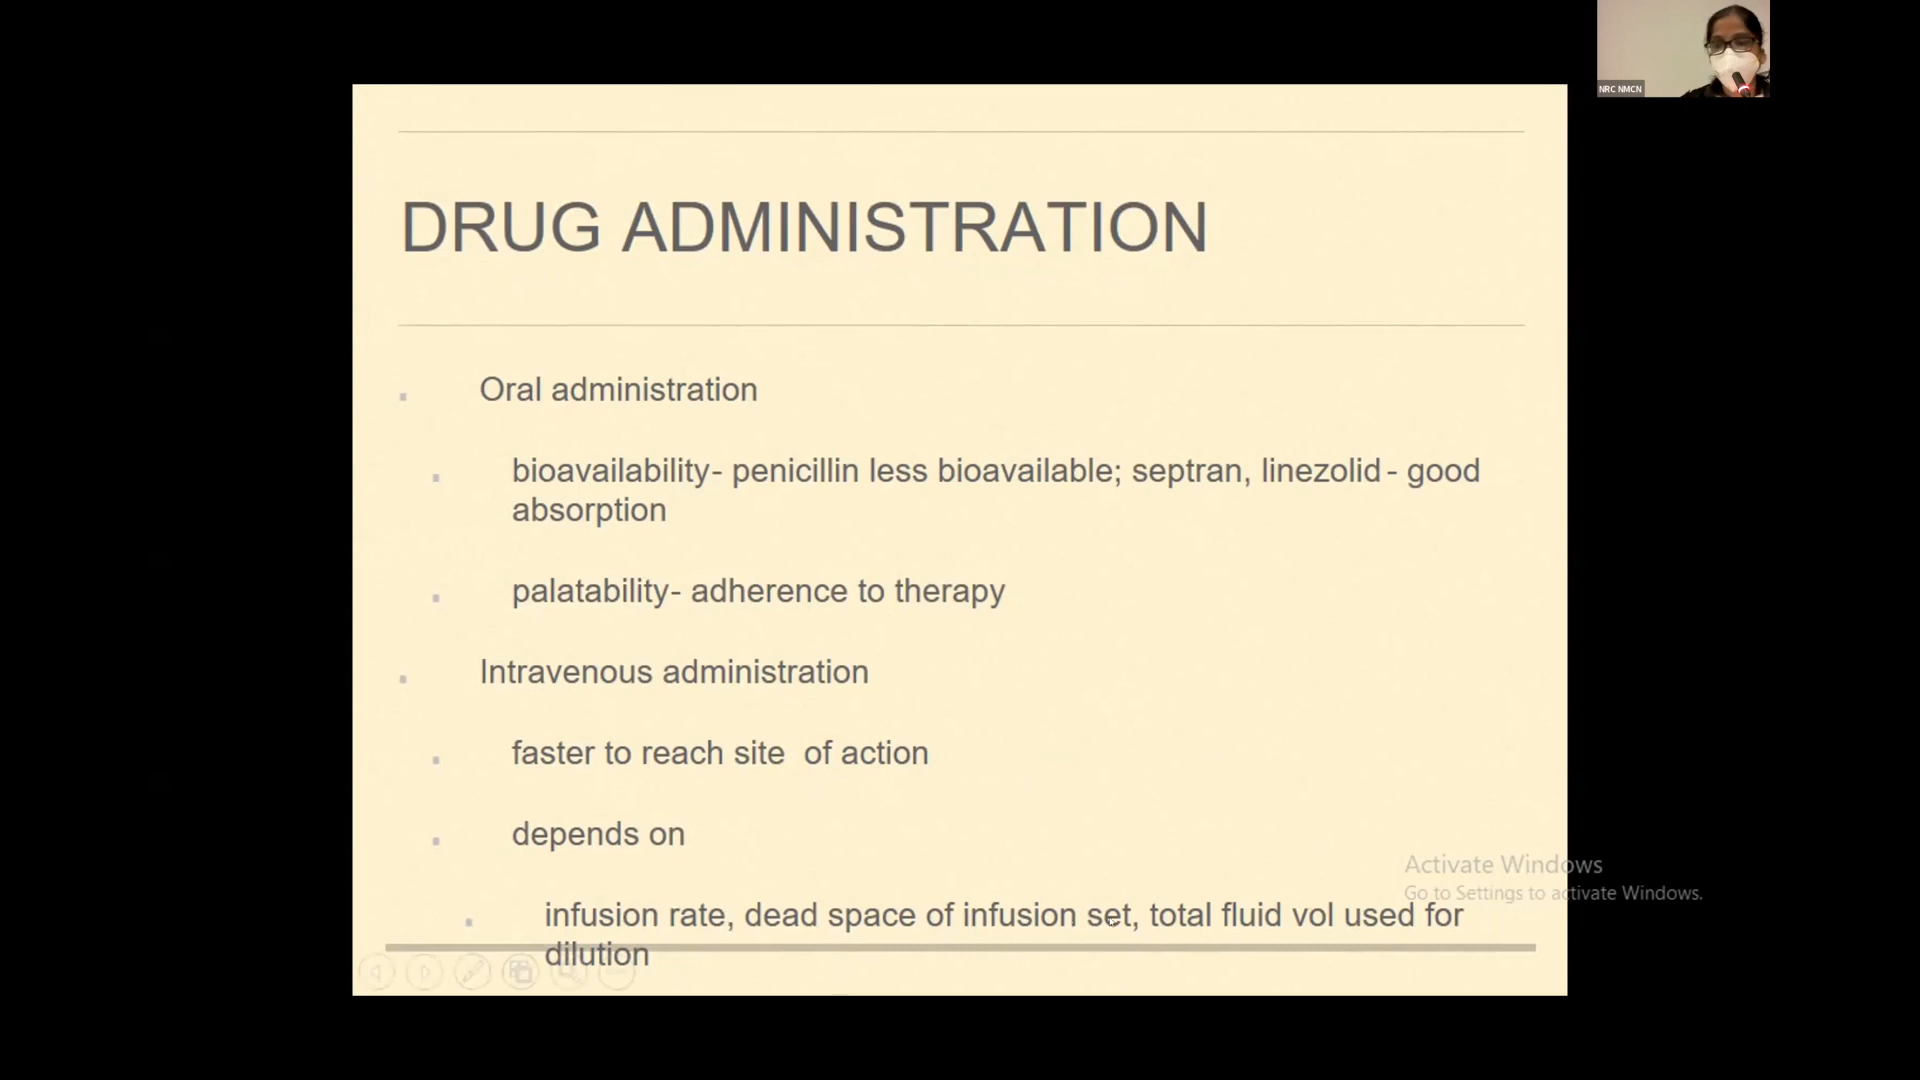 NRC NMCN
DRUG ADMINISTRATION
Oral administration
bioavailability- penicillin less bioavailable; septran, linezolid - good
absorption
palatability- adherence to therapy
Intravenous administration
faster to reach site of action
depends on
infusion rate, dead space of infusion set, total fluid vol used for
dilution
Activate Windows
Go to Settings to activate Windows.